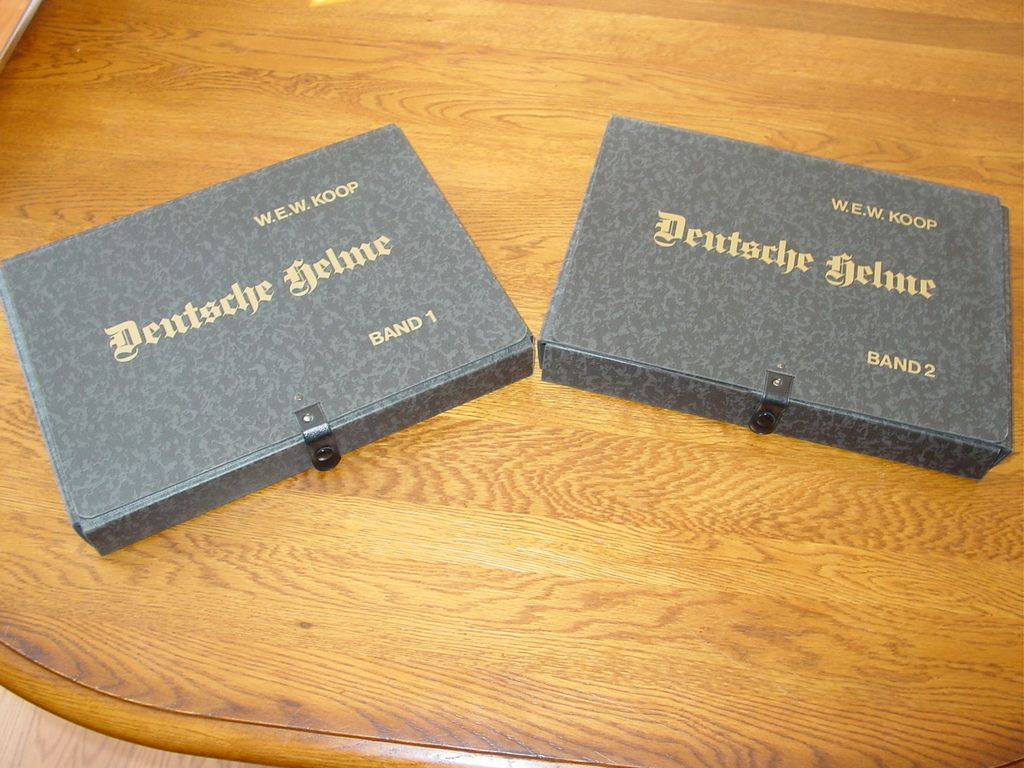 W.E.W. KOOP
Deutsche Helme
BAND 1
W.E.W. KOOP
Deutsche Helme
BAND 2